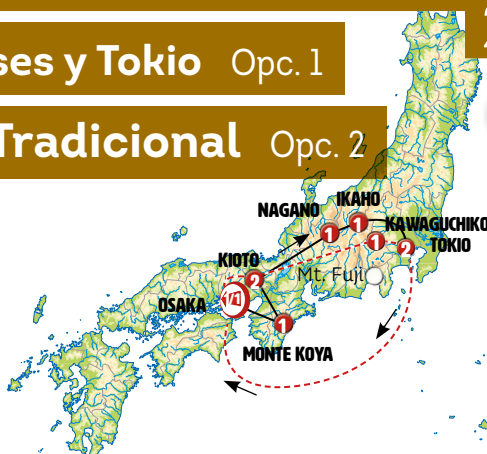 ses y Tokio Opc. 1
Tradicional Opc. 2
NAGANO
IKAHO
KAWAGUCHIKO
TOKIO
1
1
1
2
KIOTO
2
Mt. Fuji
OSAKA
1/1
1
MONTE KOYA